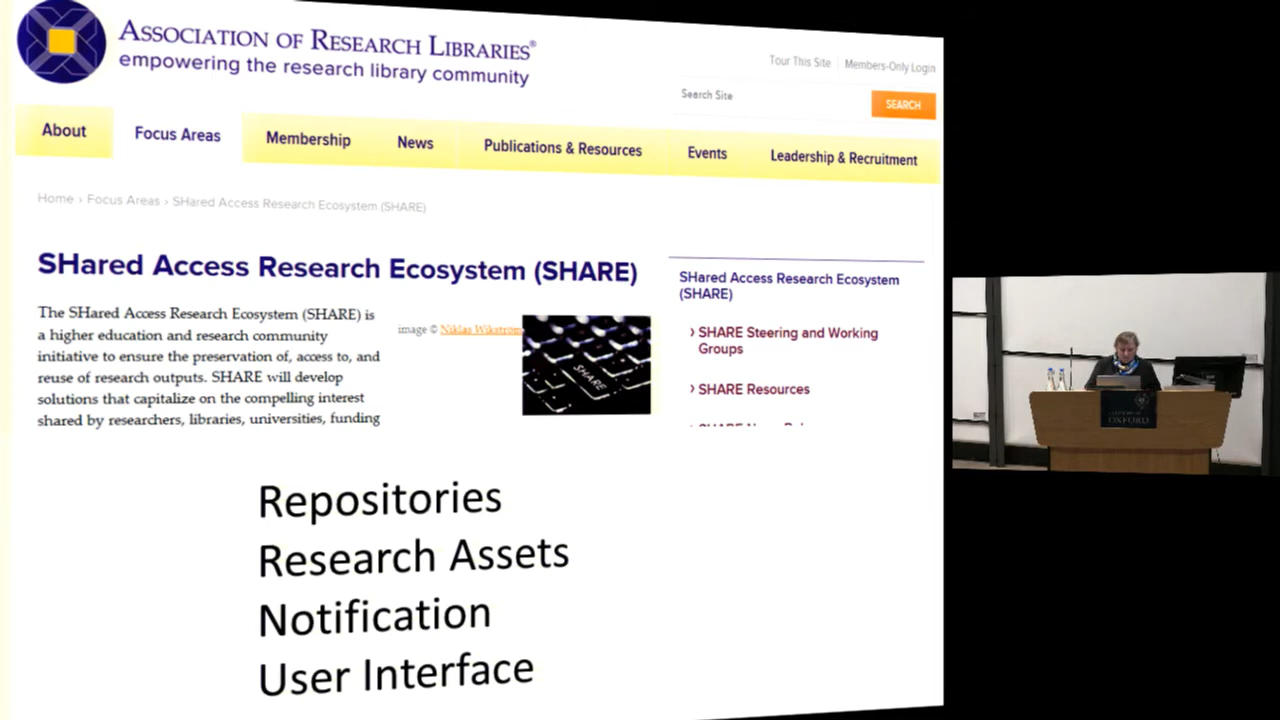 ASSOCIATION OF RESEARCH LIBRARIES®
empowering the research library community
Tour This Site
Members-Only Login
Search Site
SEARCH
About
Focus Areas
Membership
News
Publications & Resources
Events
Leadership & Recruitment
Home › Focus Areas › SHared Access Research Ecosystem (SHARE)
SHared Access Research Ecosystem (SHARE)
The SHared Access Research Ecosystem (SHARE) is
a higher education and research community
initiative to ensure the preservation of, access to, and
reuse of research outputs. SHARE will develop
solutions that capitalize on the compelling interest
shared by researchers, libraries, universities, funding
image © Niklas Wikström
SHARE
SHared Access Research Ecosystem
(SHARE)
› SHARE Steering and Working
Groups
› SHARE Resources
Repositories
Research Assets
Notification
User Interface
OXFORD